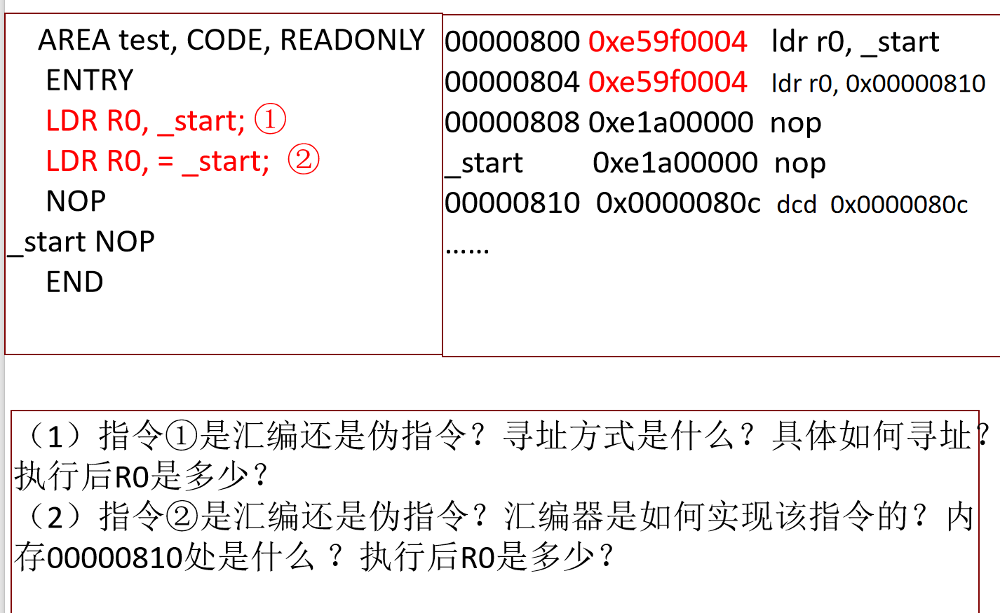 AREA test, CODE, READONLY
ENTRY
LDR R0, _start; ①
LDR R0, = _start; ②
NOP
_start NOP
END
00000800 0xe59f0004 ldr r0, _start
00000804 0xe59f0004 ldr r0, 0x00000810
00000808 0xe1a00000 nop
_start 0xe1a00000 nop
00000810 0x0000080c dcd 0x0000080c
......
（1）指令①是汇编还是伪指令？寻址方式是什么？具体如何寻址？
执行后R0是多少？
（2）指令②是汇编还是伪指令？汇编器是如何实现该指令的？内
存00000810处是什么 ？执行后R0是多少？